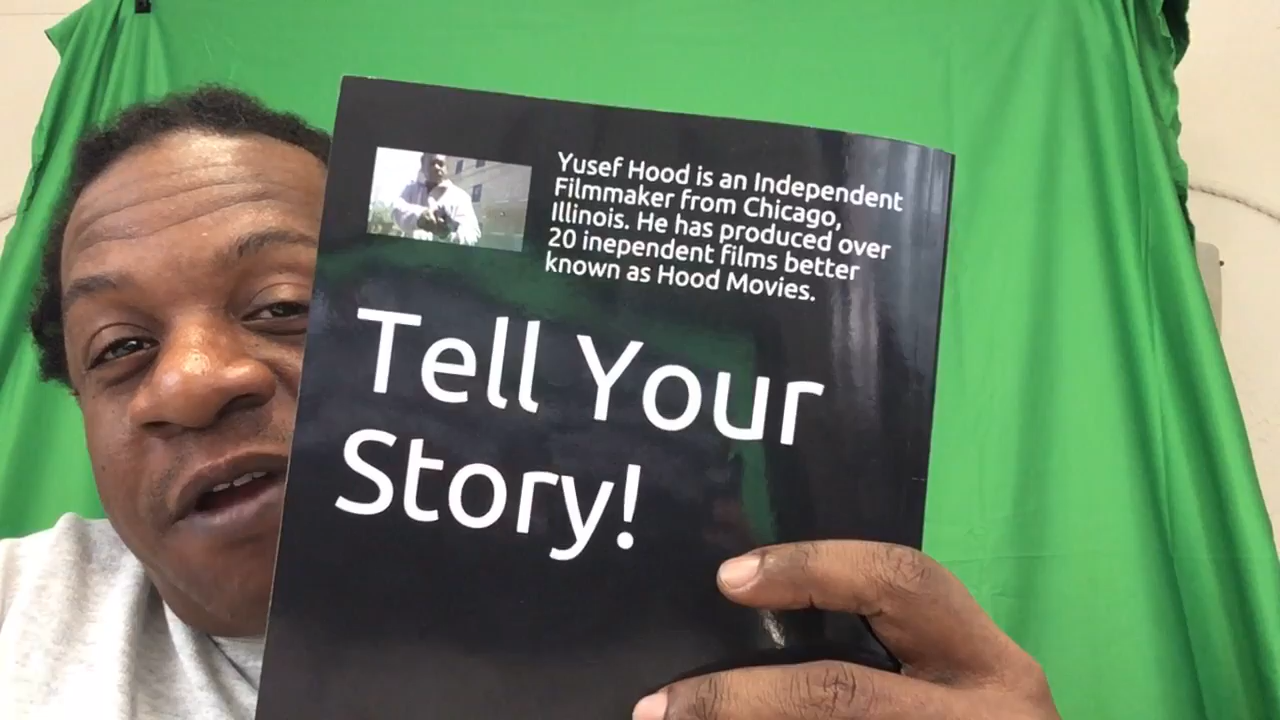 Yusef Hood is an Independent
Filmmaker from Chicago,
Illinois. He has produced over
20 inependent films better
known as Hood Movies.
Tell Your
Story!